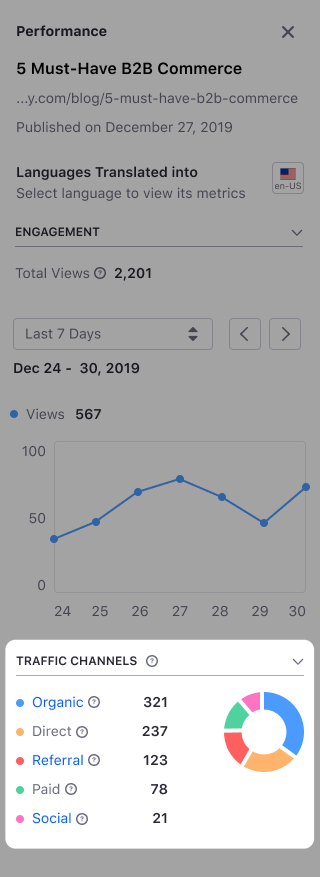 Performance
5 Must-Have B2B Commerce
...y.com/blog/5-must-have-b2b-commerce
Published on December 27, 2019
Languages Translated into
Select language to view its metrics
en-US
ENGAGEMENT
Total Views ? 2,201
Last 7 Days
Dec 24 - 30, 2019
Views 567
100
50
0
24 25 26 27 28 29 30
TRAFFIC CHANNELS ?
Organic ? 321
Direct ? 237
Referral ? 123
Paid ? 78
Social ? 21